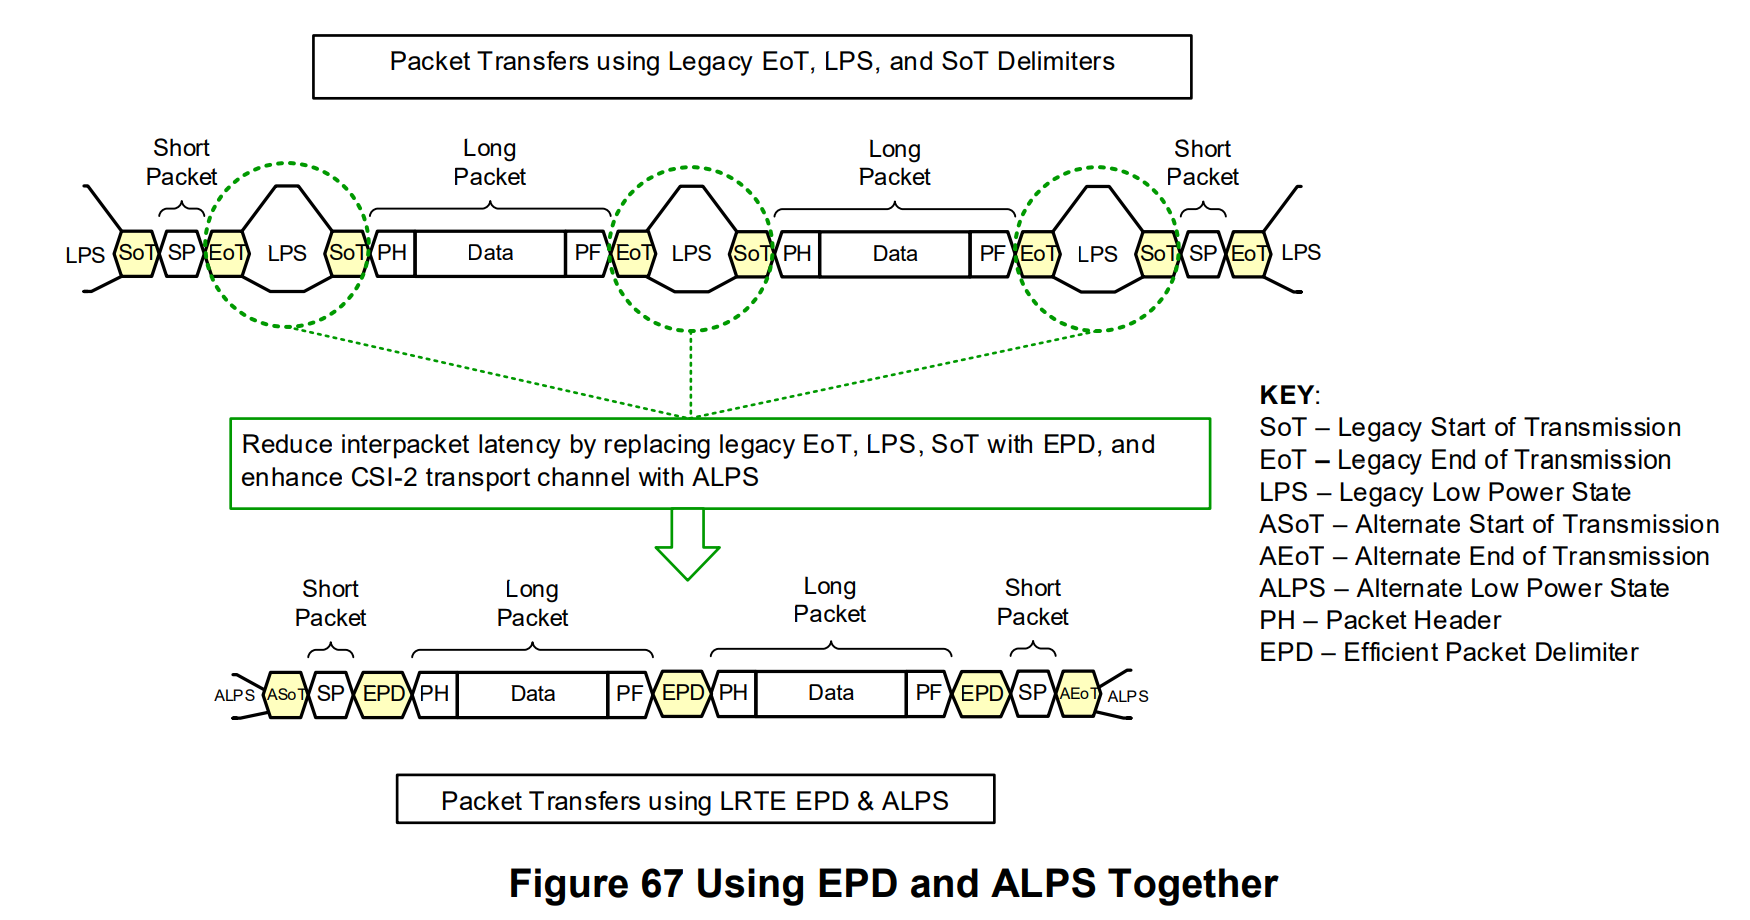 Packet Transfers using Legacy EoT, LPS, and SoT Delimiters
Short
Packet
Long
Packet
Long
Packet
Short
Packet
LPS SoT SP EoT LPS SoT PH Data PF EoT LPS SoT PH Data PF EoT LPS SoT SP EoT LPS
Reduce interpacket latency by replacing legacy EoT, LPS, SoT with EPD, and
enhance CSI-2 transport channel with ALPS
KEY:
SoT – Legacy Start of Transmission
EoT – Legacy End of Transmission
LPS – Legacy Low Power State
ASoT – Alternate Start of Transmission
AEoT – Alternate End of Transmission
ALPS – Alternate Low Power State
PH – Packet Header
EPD – Efficient Packet Delimiter
Short
Packet
Long
Packet
Long
Packet
Short
Packet
ALPS ASoT SP EPD PH Data PF EPD PH Data PF EPD SP AEoT ALPS
Packet Transfers using LRTE EPD & ALPS
Figure 67 Using EPD and ALPS Together